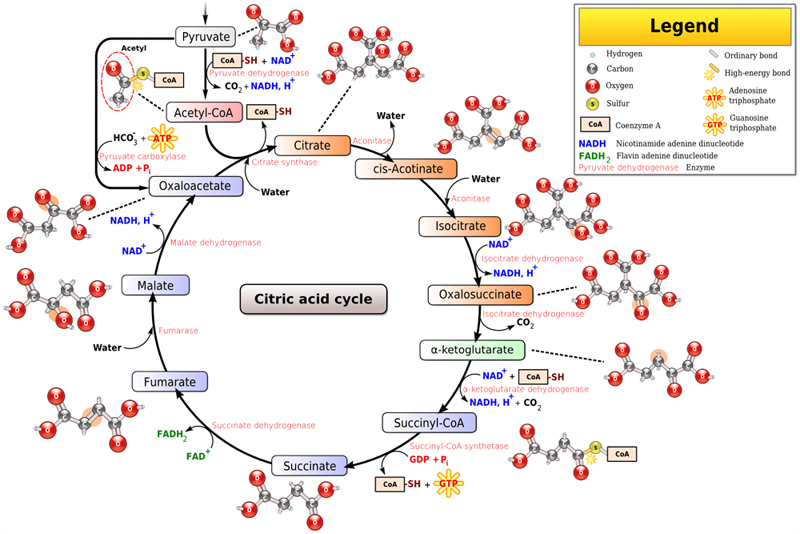 Pyruvate
Acetyl
S
CoA
CoA-SH + NAD+
Pyruvate dehydrogenase
CO2 + NADH, H+
Acetyl-CoA
CoA-SH
HCO3- + ATP
Pyruvate carboxylase
ADP + Pi
Citrate
Citrate synthase
Water
Oxaloacetate
Water
Aconitase
cis-Acotinate
Water
Aconitase
Isocitrate
NAD+
Isocitrate dehydrogenase
NADH, H+
Oxalosuccinate
Isocitrate dehydrogenase
CO2
α-ketoglutarate
NAD+ + CoA-SH
α-ketoglutarate dehydrogenase
NADH, H+ + CO2
Succinyl-CoA
S
CoA
Succinyl-CoA synthetase
GDP + Pi
CoA-SH + GTP
Succinate
Succinate dehydrogenase
FADH2
FAD+
Fumarate
Fumarase
Water
Malate
Malate dehydrogenase
NADH, H+
NAD+
Citric acid cycle
Legend
Hydrogen
Carbon
Oxygen
S Sulfur
CoA Coenzyme A
Ordinary bond
High-energy bond
ATP Adenosine
triphosphate
GTP Guanosine
triphosphate
NADH Nicotinamide adenine dinucleotide
FADH2 Flavin adenine dinucleotide
Pyruvate dehydrogenase Enzyme